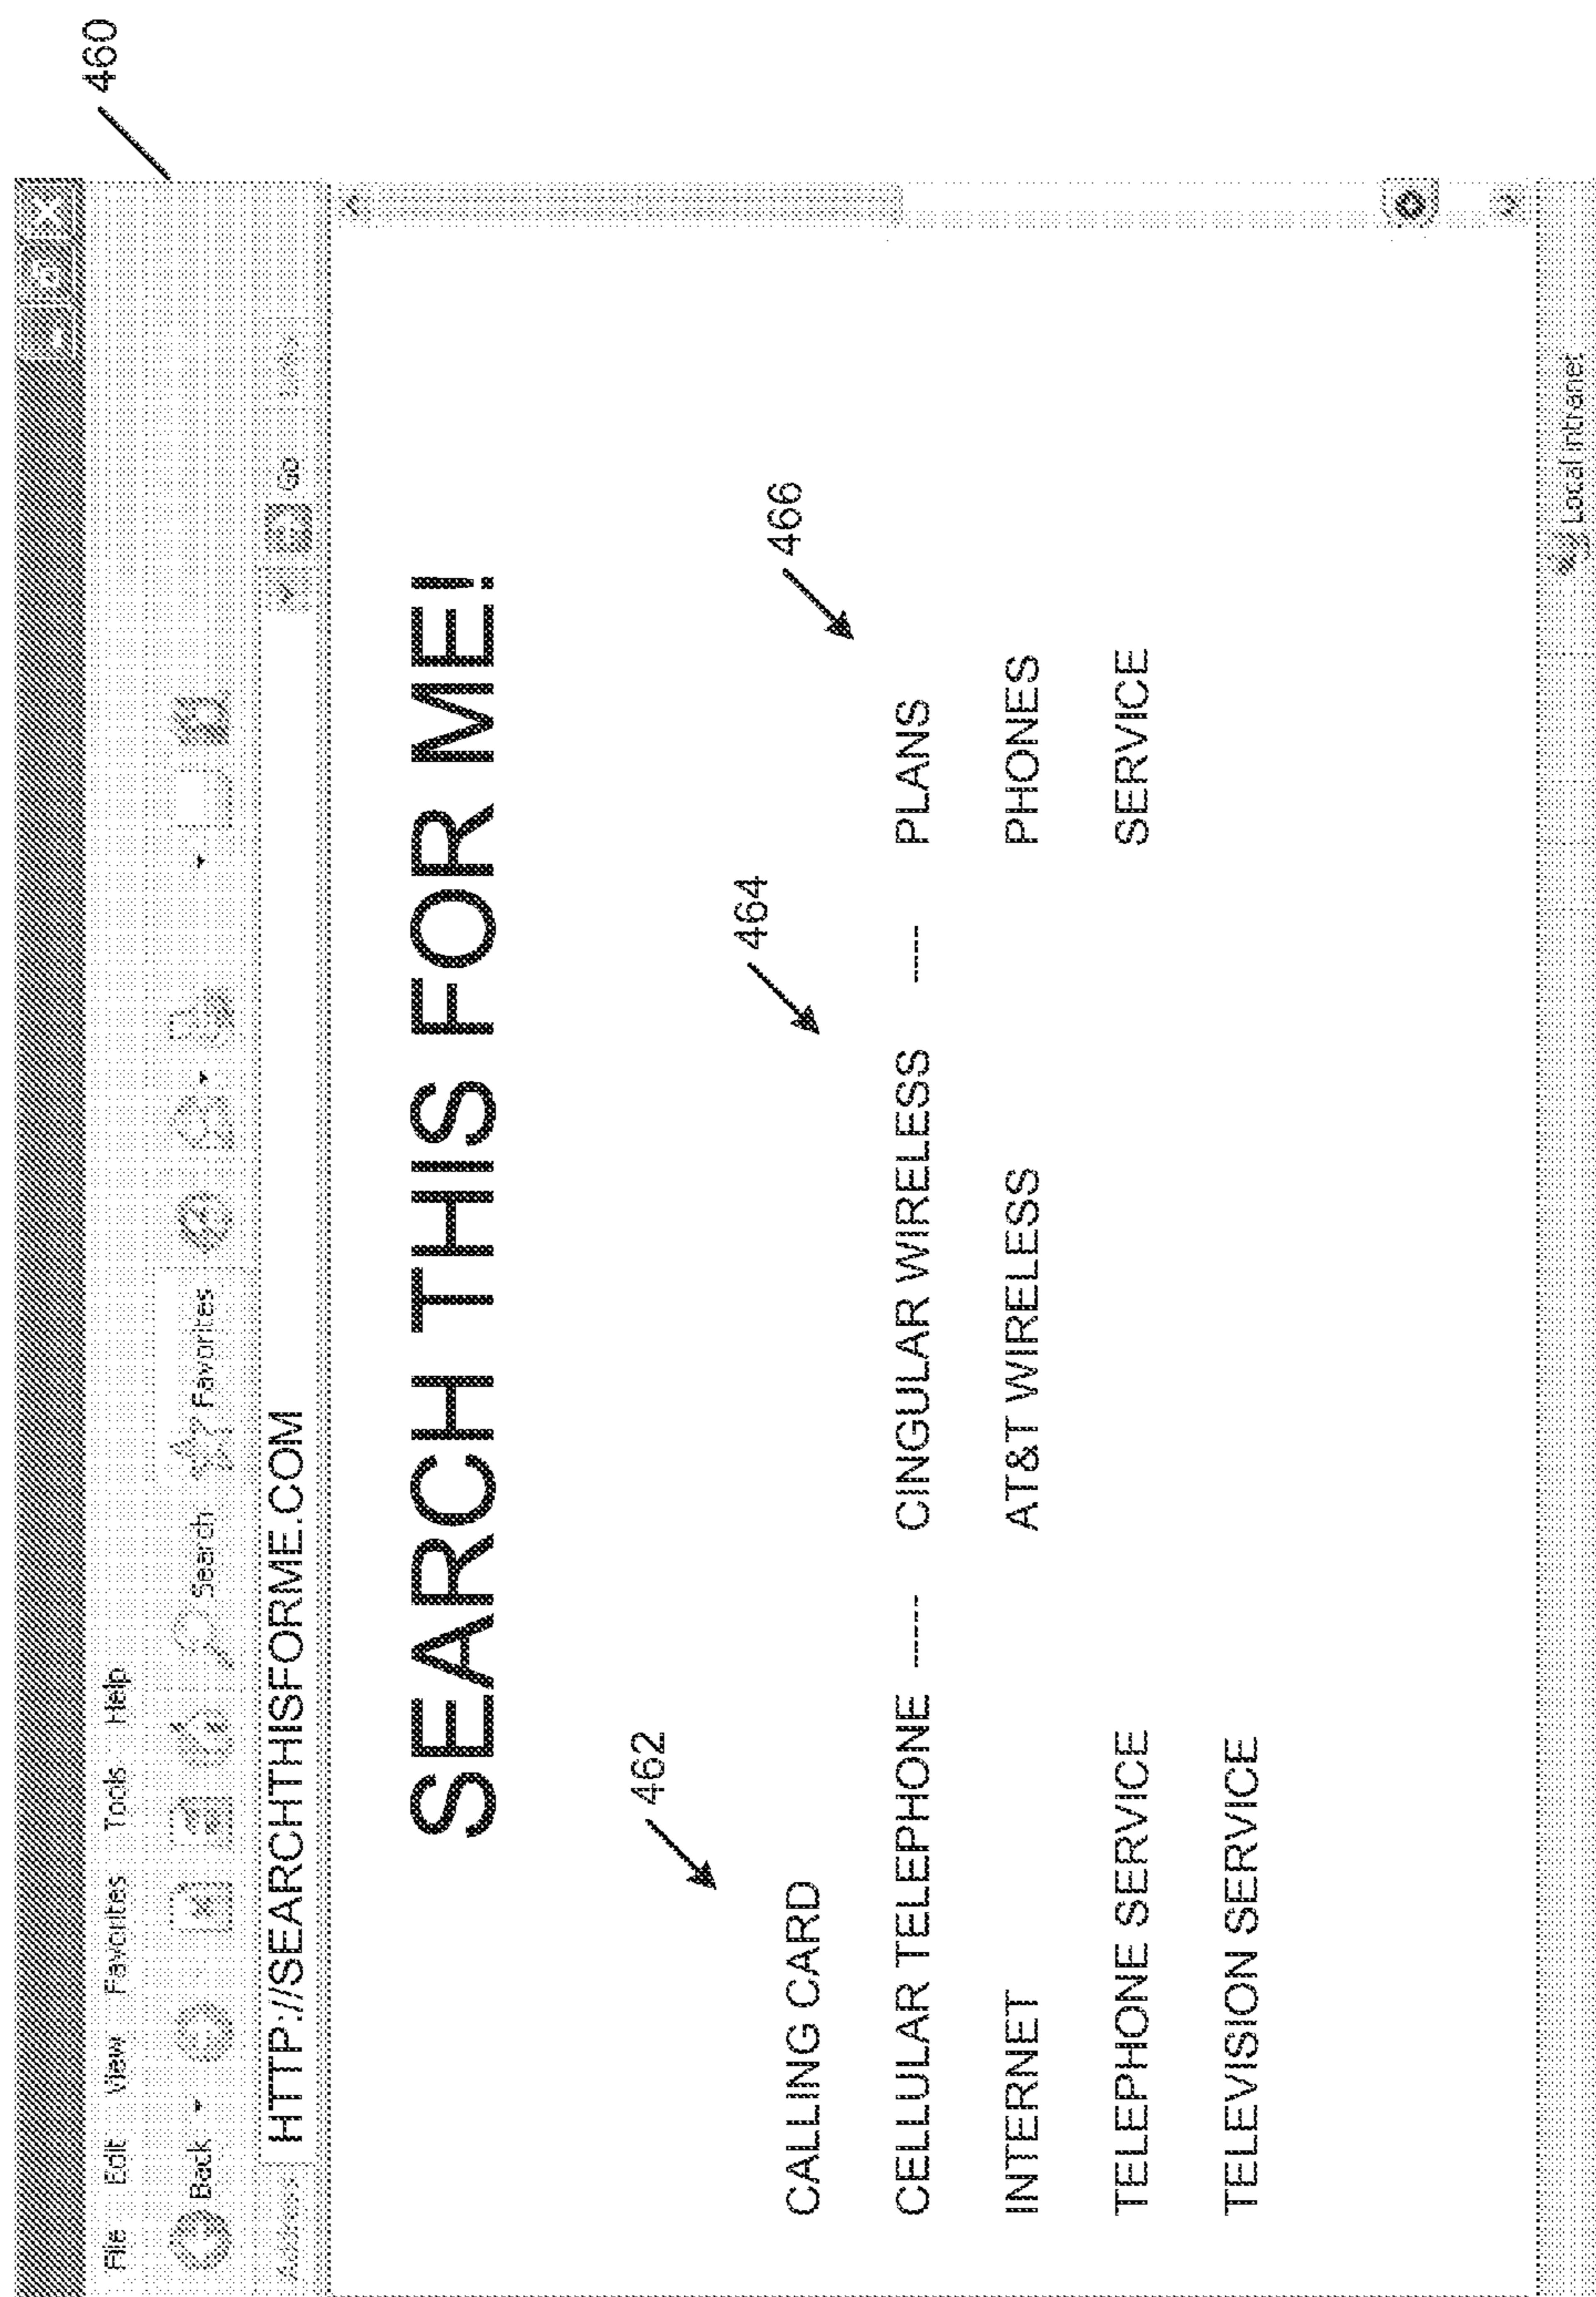 460
File Edit View Favorites Tools Help
Back Search Favorites
Address HTTP://SEARCHTHISFORME.COM Go Links
SEARCH THIS FOR ME!
462 464 466
CALLING CARD
CELLULAR TELEPHONE ------ CINGULAR WIRELESS ----- PLANS
INTERNET AT&T WIRELESS PHONES
TELEPHONE SERVICE SERVICE
TELEVISION SERVICE
Local intranet